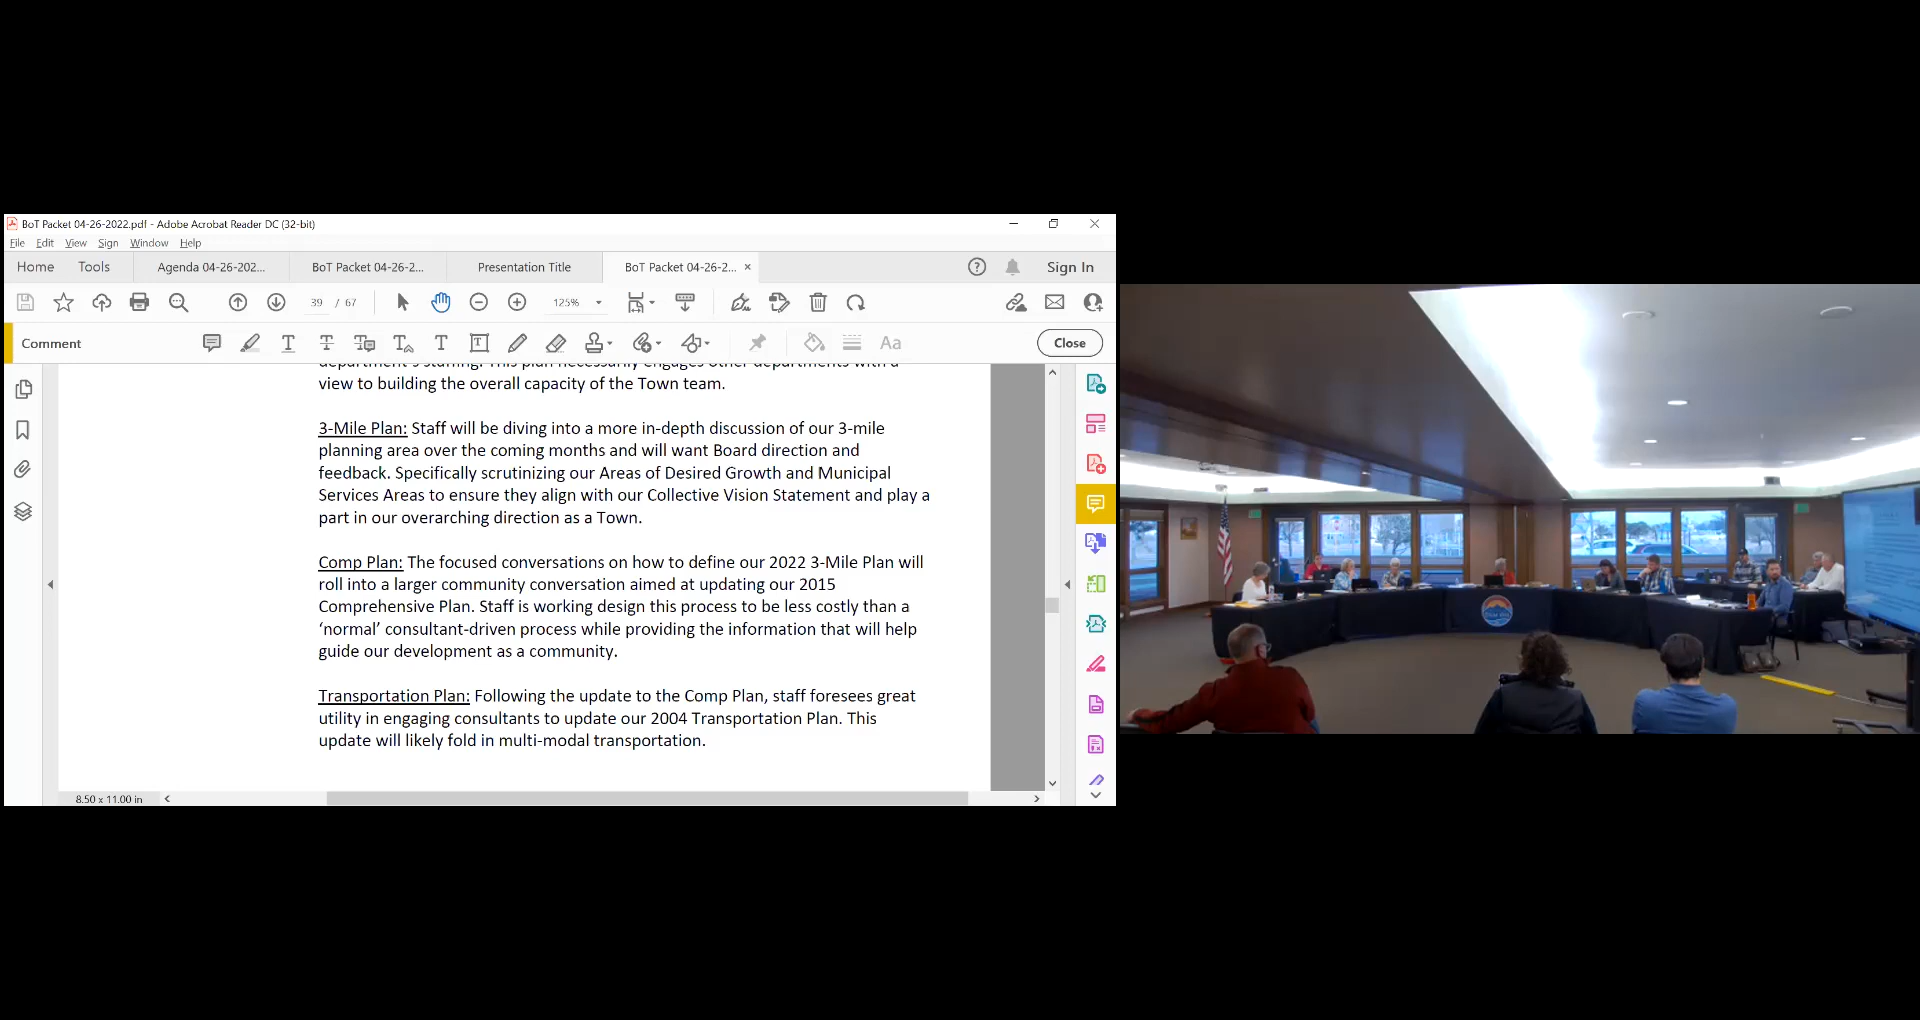 BoT Packet 04-26-2022.pdf - Adobe Acrobat Reader DC (32-bit)
File Edit View Sign Window Help
Home Tools Agenda 04-26-202... BoT Packet 04-26-2... Presentation Title BoT Packet 04-26-2... × Sign In
39 / 67 125%
Comment Aa Close
department's staffing. This plan necessarily engages other departments with a
view to building the overall capacity of the Town team.
3-Mile Plan: Staff will be diving into a more in-depth discussion of our 3-mile
planning area over the coming months and will want Board direction and
feedback. Specifically scrutinizing our Areas of Desired Growth and Municipal
Services Areas to ensure they align with our Collective Vision Statement and play a
part in our overarching direction as a Town.
Comp Plan: The focused conversations on how to define our 2022 3-Mile Plan will
roll into a larger community conversation aimed at updating our 2015
Comprehensive Plan. Staff is working design this process to be less costly than a
‘normal’ consultant-driven process while providing the information that will help
guide our development as a community.
Transportation Plan: Following the update to the Comp Plan, staff foresees great
utility in engaging consultants to update our 2004 Transportation Plan. This
update will likely fold in multi-modal transportation.
8.50 x 11.00 in